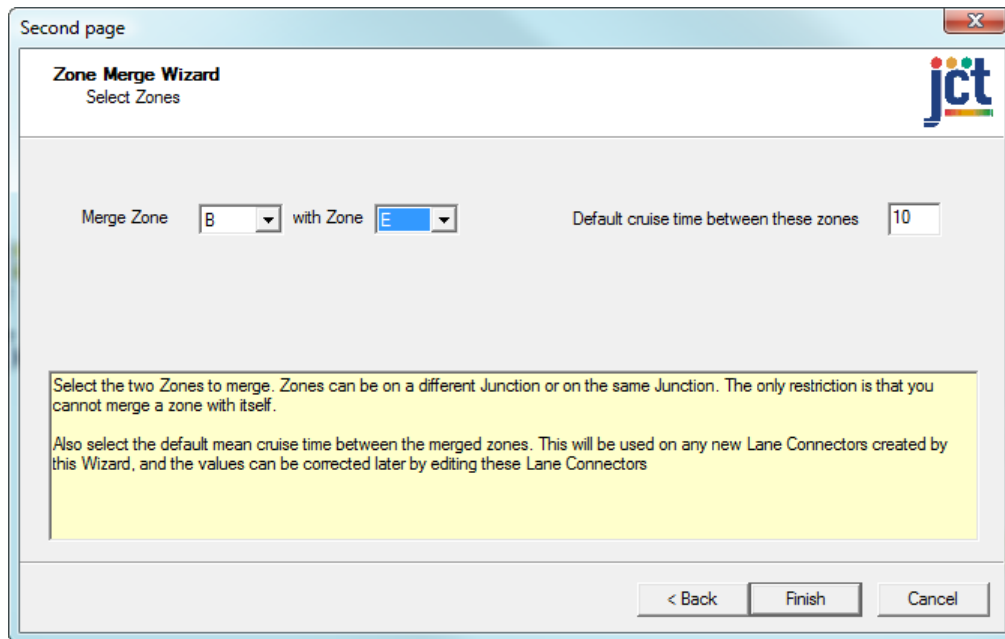 Second page
Zone Merge Wizard
Select Zones
jct
Merge Zone B with Zone E Default cruise time between these zones 10
Select the two Zones to merge. Zones can be on a different Junction or on the same Junction. The only restriction is that you
cannot merge a zone with itself.
Also select the default mean cruise time between the merged zones. This will be used on any new Lane Connectors created by
this Wizard, and the values can be corrected later by editing these Lane Connectors
< Back Finish Cancel